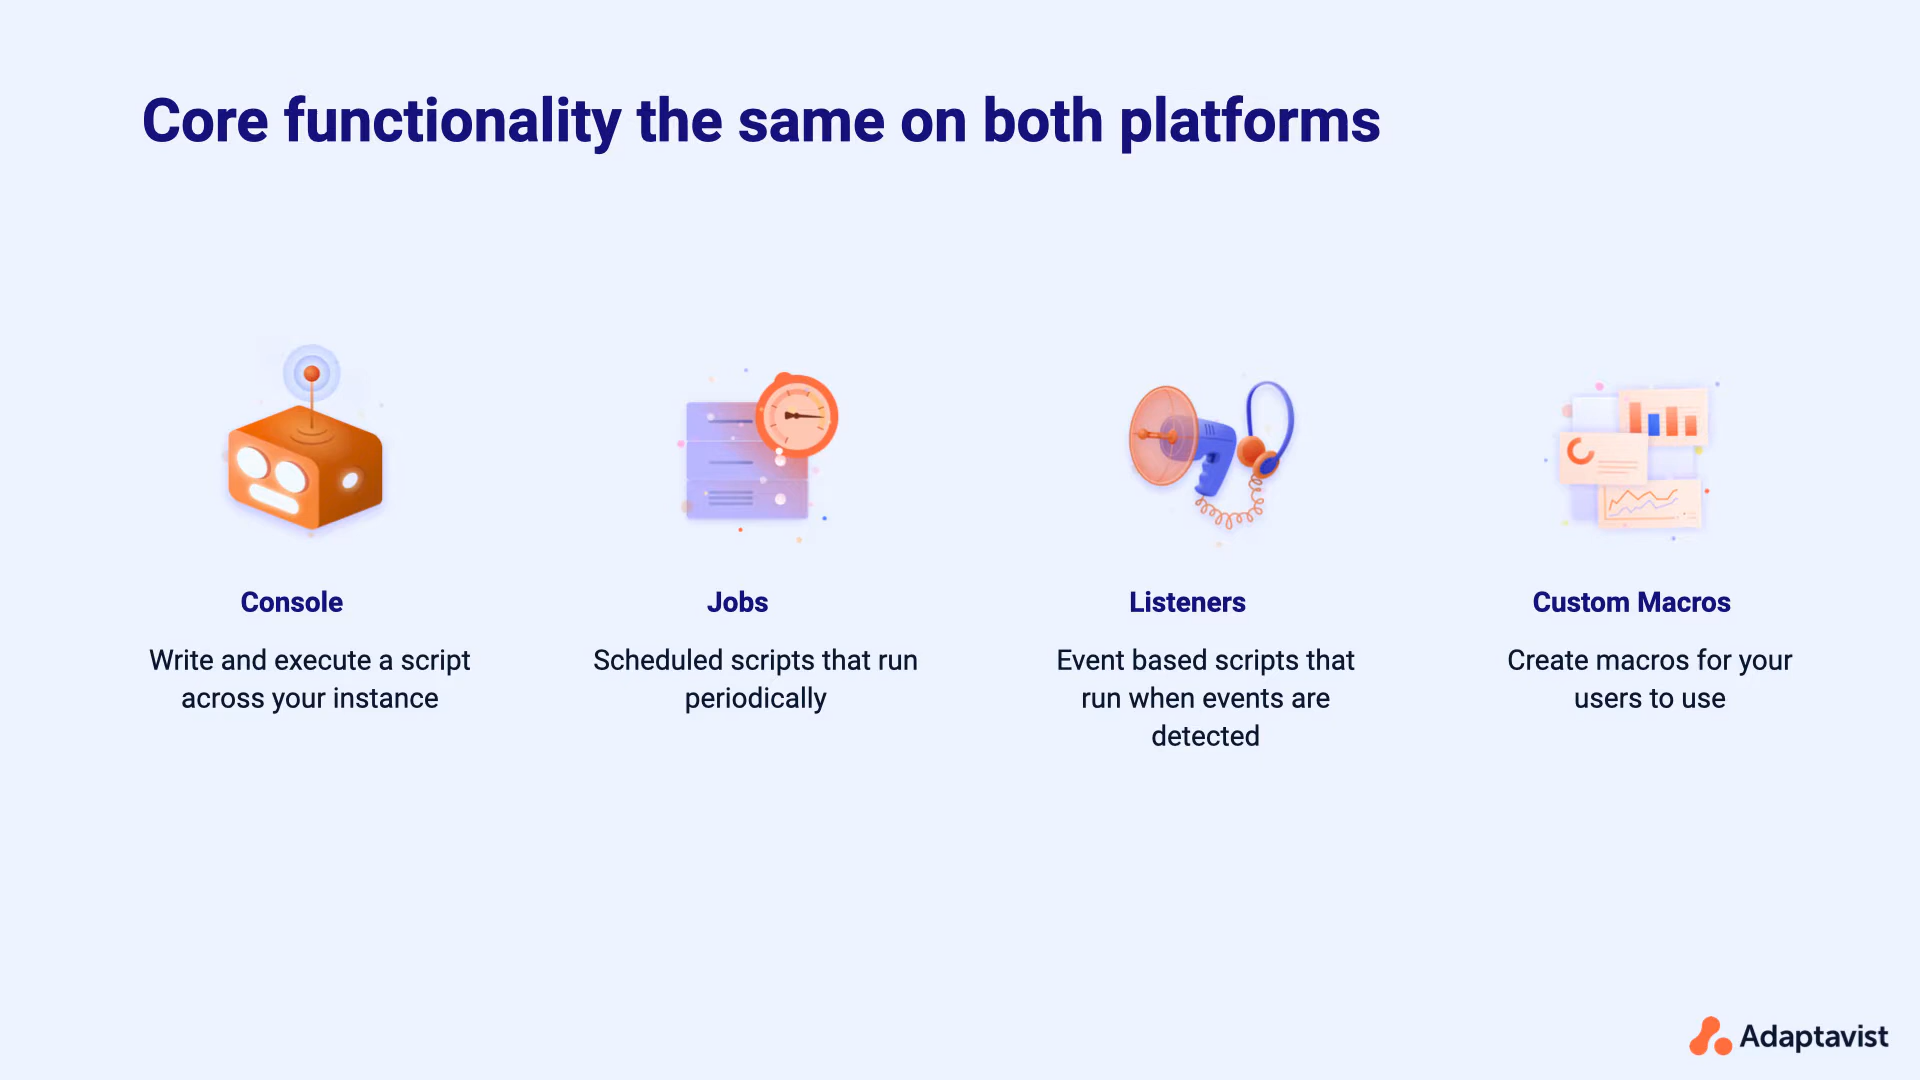 Core functionality the same on both platforms
Console
Write and execute a script
across your instance
Jobs
Scheduled scripts that run
periodically
Listeners
Event based scripts that
run when events are
detected
Custom Macros
Create macros for your
users to use
Adaptavist